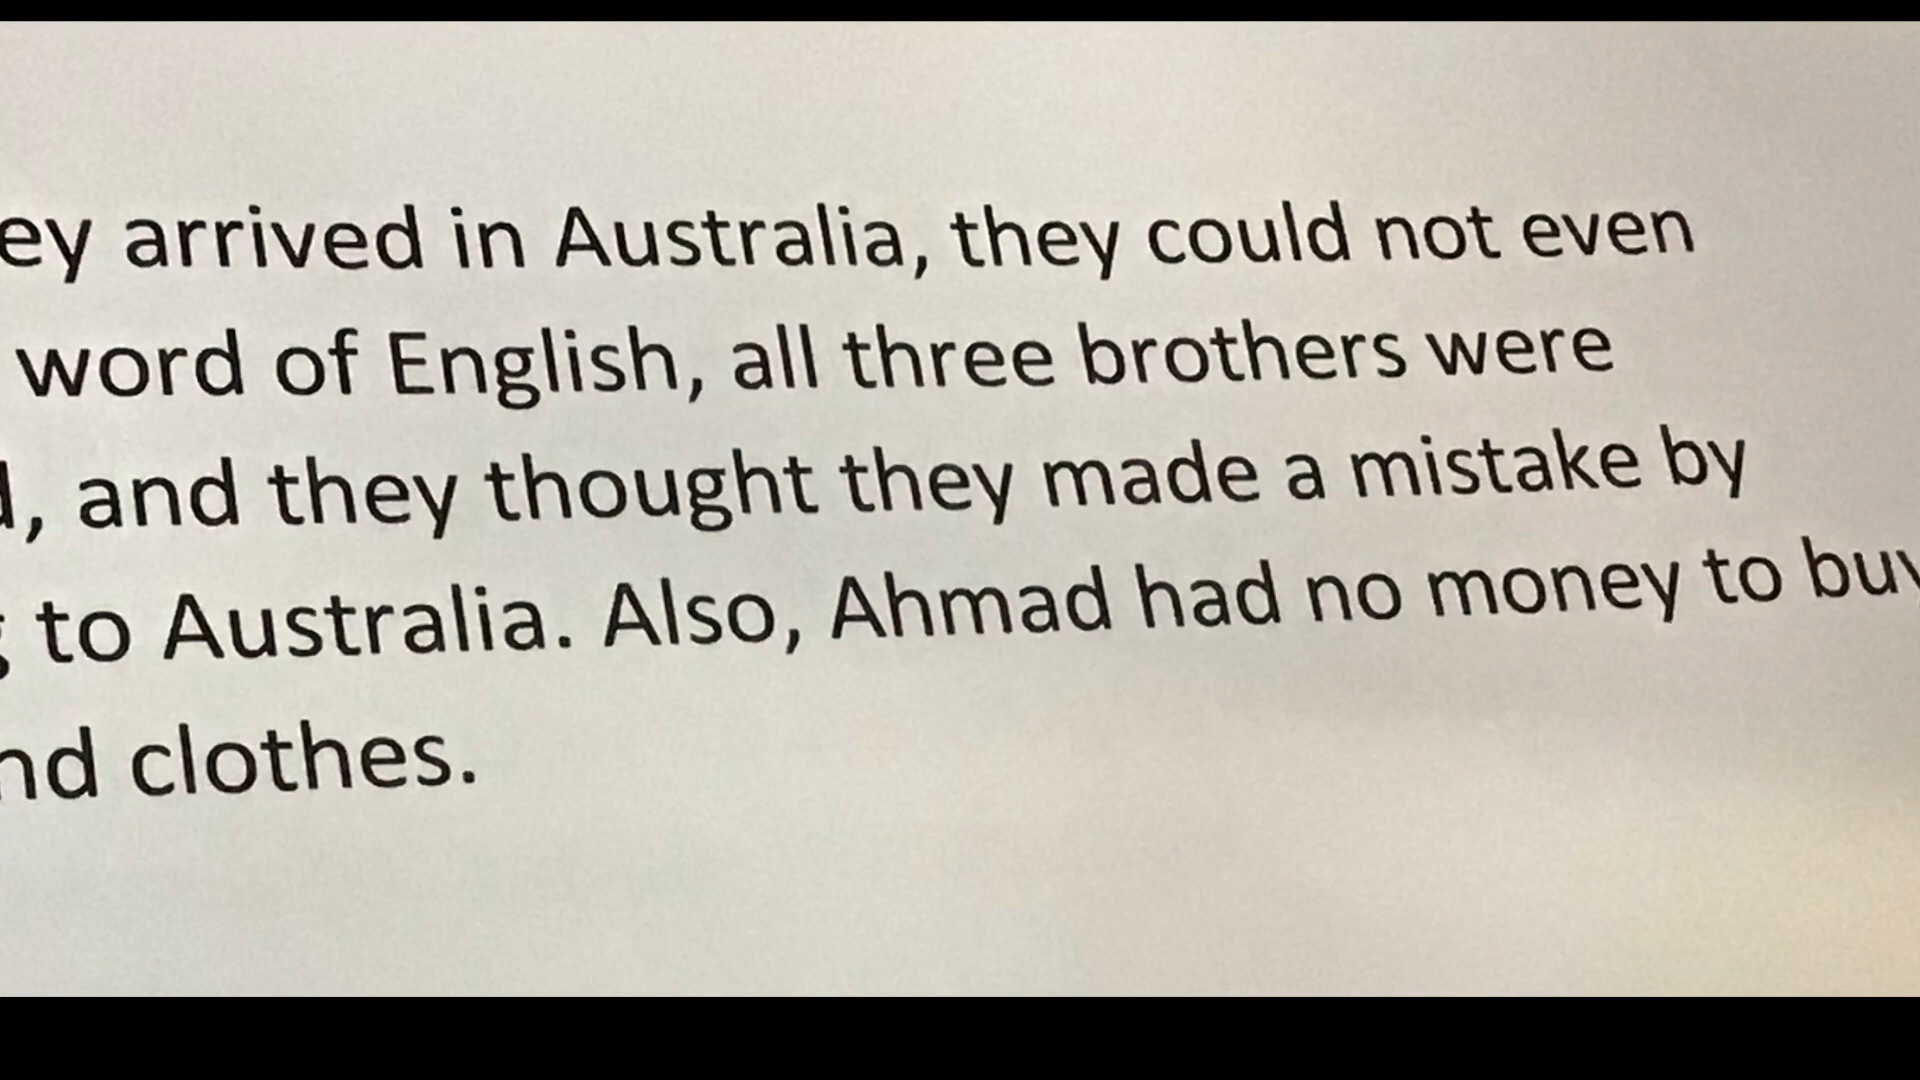 ey arrived in Australia, they could not even
word of English, all three brothers were
, and they thought they made a mistake by
to Australia. Also, Ahmad had no money to buy
nd clothes.